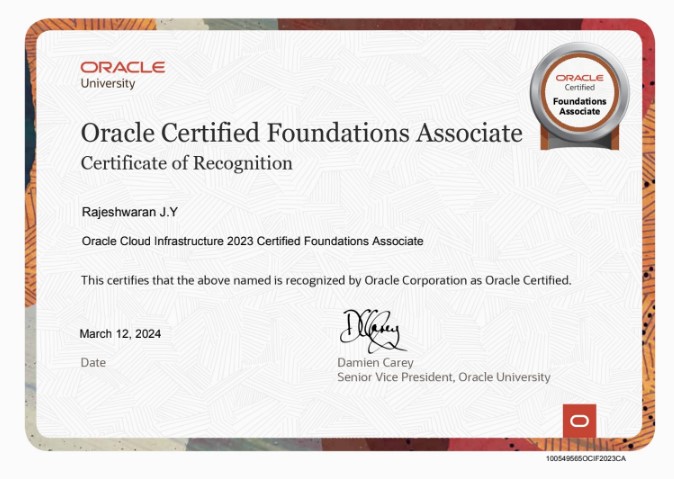 ORACLE
University
ORACLE
Certified
Foundations
Associate
Oracle Certified Foundations Associate
Certificate of Recognition
Rajeshwaran J.Y
Oracle Cloud Infrastructure 2023 Certified Foundations Associate
This certifies that the above named is recognized by Oracle Corporation as Oracle Certified.
March 12, 2024
Date
DCarey
Damien Carey
Senior Vice President, Oracle University
100549565OCIF2023CA